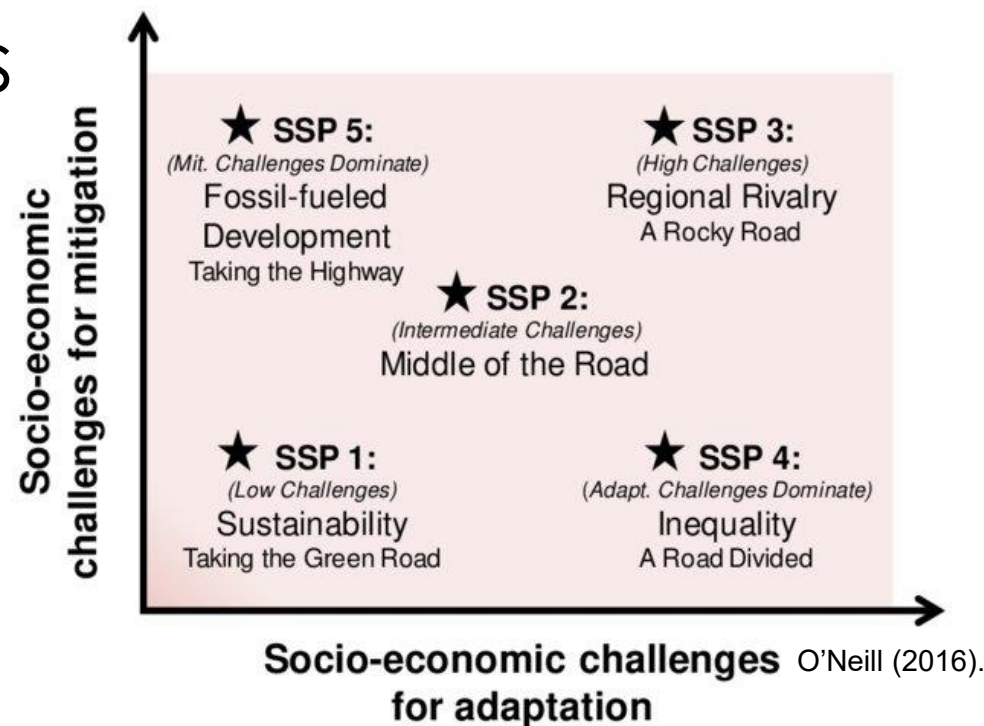 S
Socio-economic
challenges for mitigation
★ SSP 5:
(Mit. Challenges Dominate)
Fossil-fueled
Development
Taking the Highway
★ SSP 3:
(High Challenges)
Regional Rivalry
A Rocky Road
★ SSP 2:
(Intermediate Challenges)
Middle of the Road
★ SSP 1:
(Low Challenges)
Sustainability
Taking the Green Road
★ SSP 4:
(Adapt. Challenges Dominate)
Inequality
A Road Divided
Socio-economic challenges
for adaptation
O’Neill (2016).